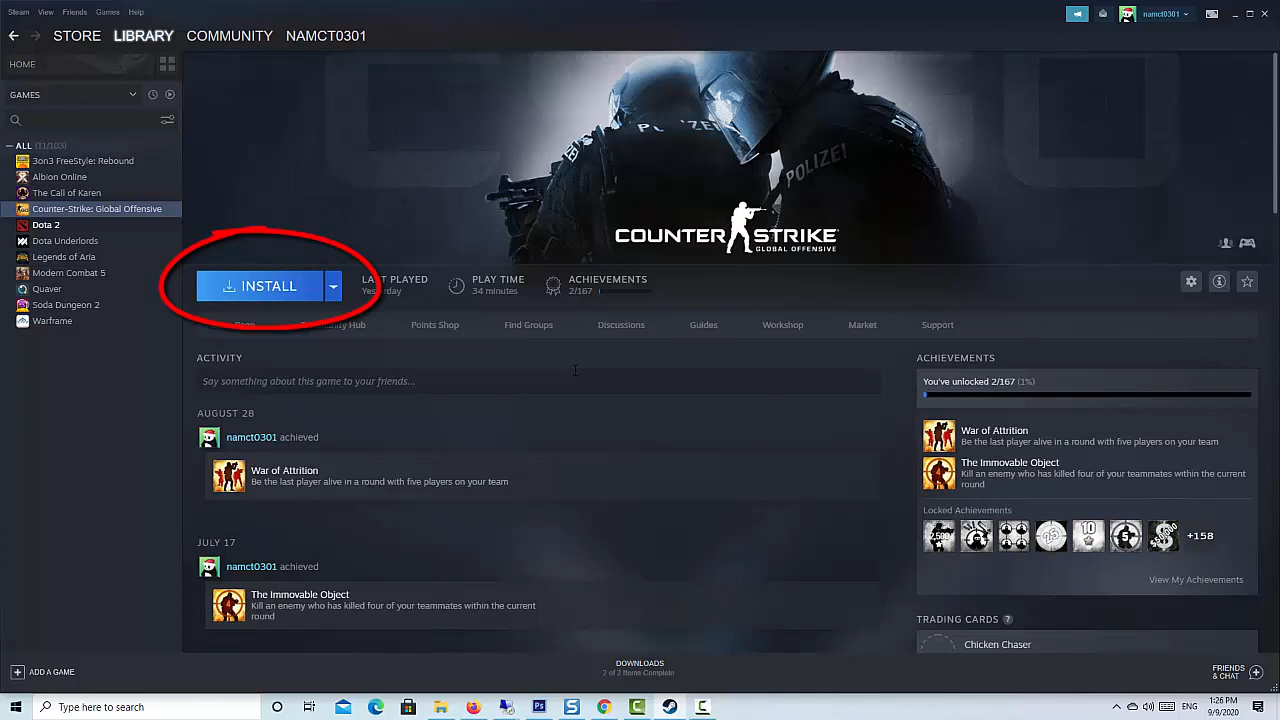 Steam View Friends Games Help
namct0301
STORE LIBRARY COMMUNITY NAMCT0301
HOME
GAMES
ALL (11/103)
3on3 FreeStyle: Rebound
Albion Online
The Call of Karen
Counter-Strike: Global Offensive
Dota 2
Dota Underlords
Legends of Aria
Modern Combat 5
Quaver
Soda Dungeon 2
Warframe
POLIZEI
POLIZEI
COUNTER STRIKE
GLOBAL OFFENSIVE
INSTALL
LAST PLAYED
Yesterday
PLAY TIME
34 minutes
ACHIEVEMENTS
2/167
Community Hub Points Shop Find Groups Discussions Guides Workshop Market Support
ACTIVITY
Say something about this game to your friends...
AUGUST 28
namct0301 achieved
War of Attrition
Be the last player alive in a round with five players on your team
JULY 17
namct0301 achieved
The Immovable Object
Kill an enemy who has killed four of your teammates within the current
round
ACHIEVEMENTS
You've unlocked 2/167 (1%)
War of Attrition
Be the last player alive in a round with five players on your team
The Immovable Object
Kill an enemy who has killed four of your teammates within the current
round
Locked Achievements
25 10 5 $
+158
View My Achievements
TRADING CARDS ?
Chicken Chaser
ADD A GAME
DOWNLOADS
2 of 2 Items Complete
FRIENDS
& CHAT
Type here to search
ENG
1:26 PM
9/9/2020